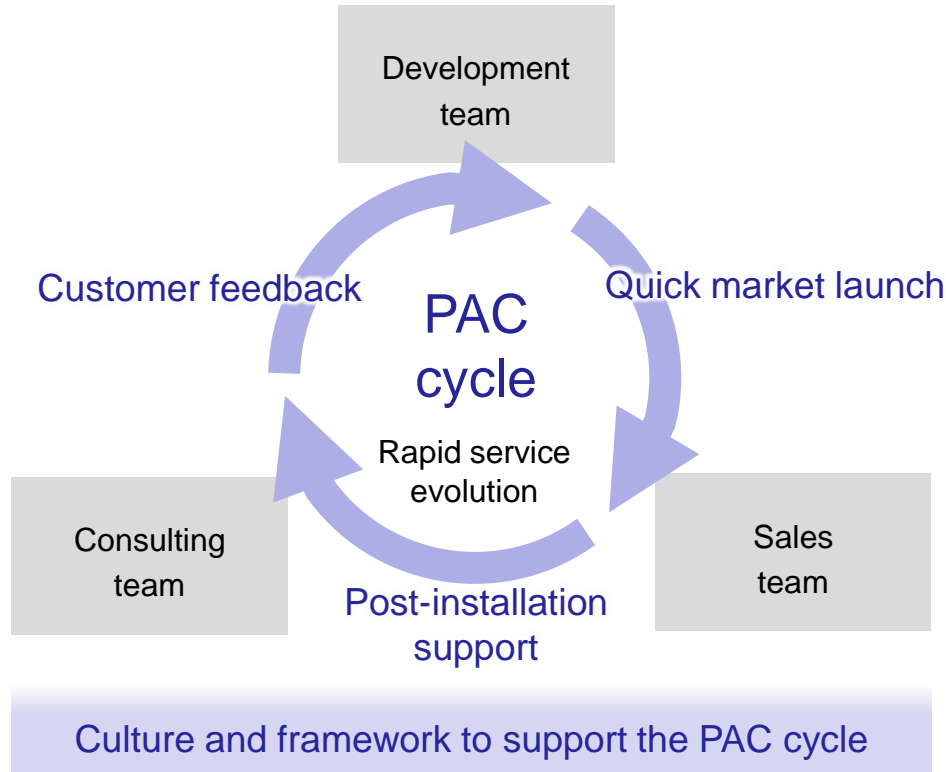 Development
team
Customer feedback
Quick market launch
PAC
cycle
Rapid service
evolution
Consulting
team
Sales
team
Post-installation
support
Culture and framework to support the PAC cycle